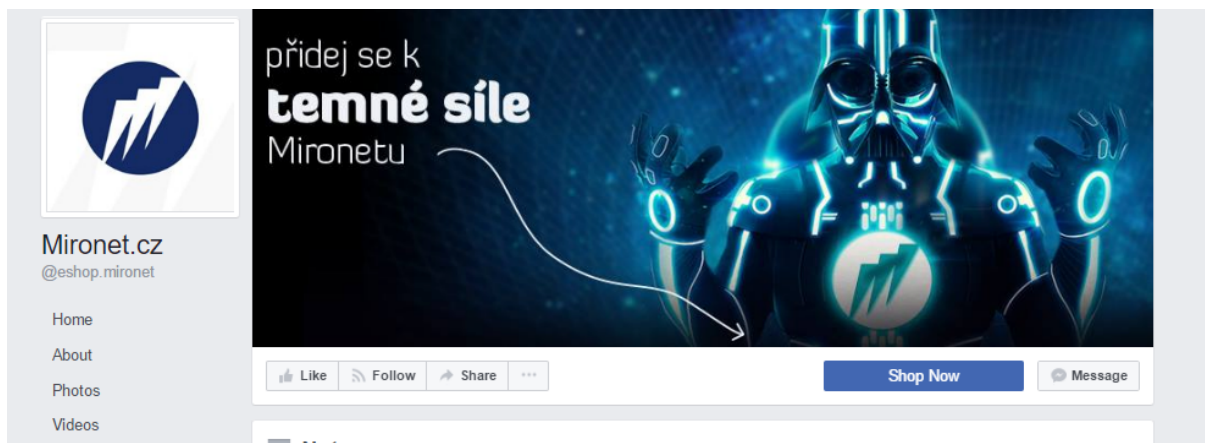 přidej se k
temné síle
Mironetu
Mironet.cz
@eshop.mironet
Home
About
Photos
Videos
Like
Follow
Share
Shop Now
Message